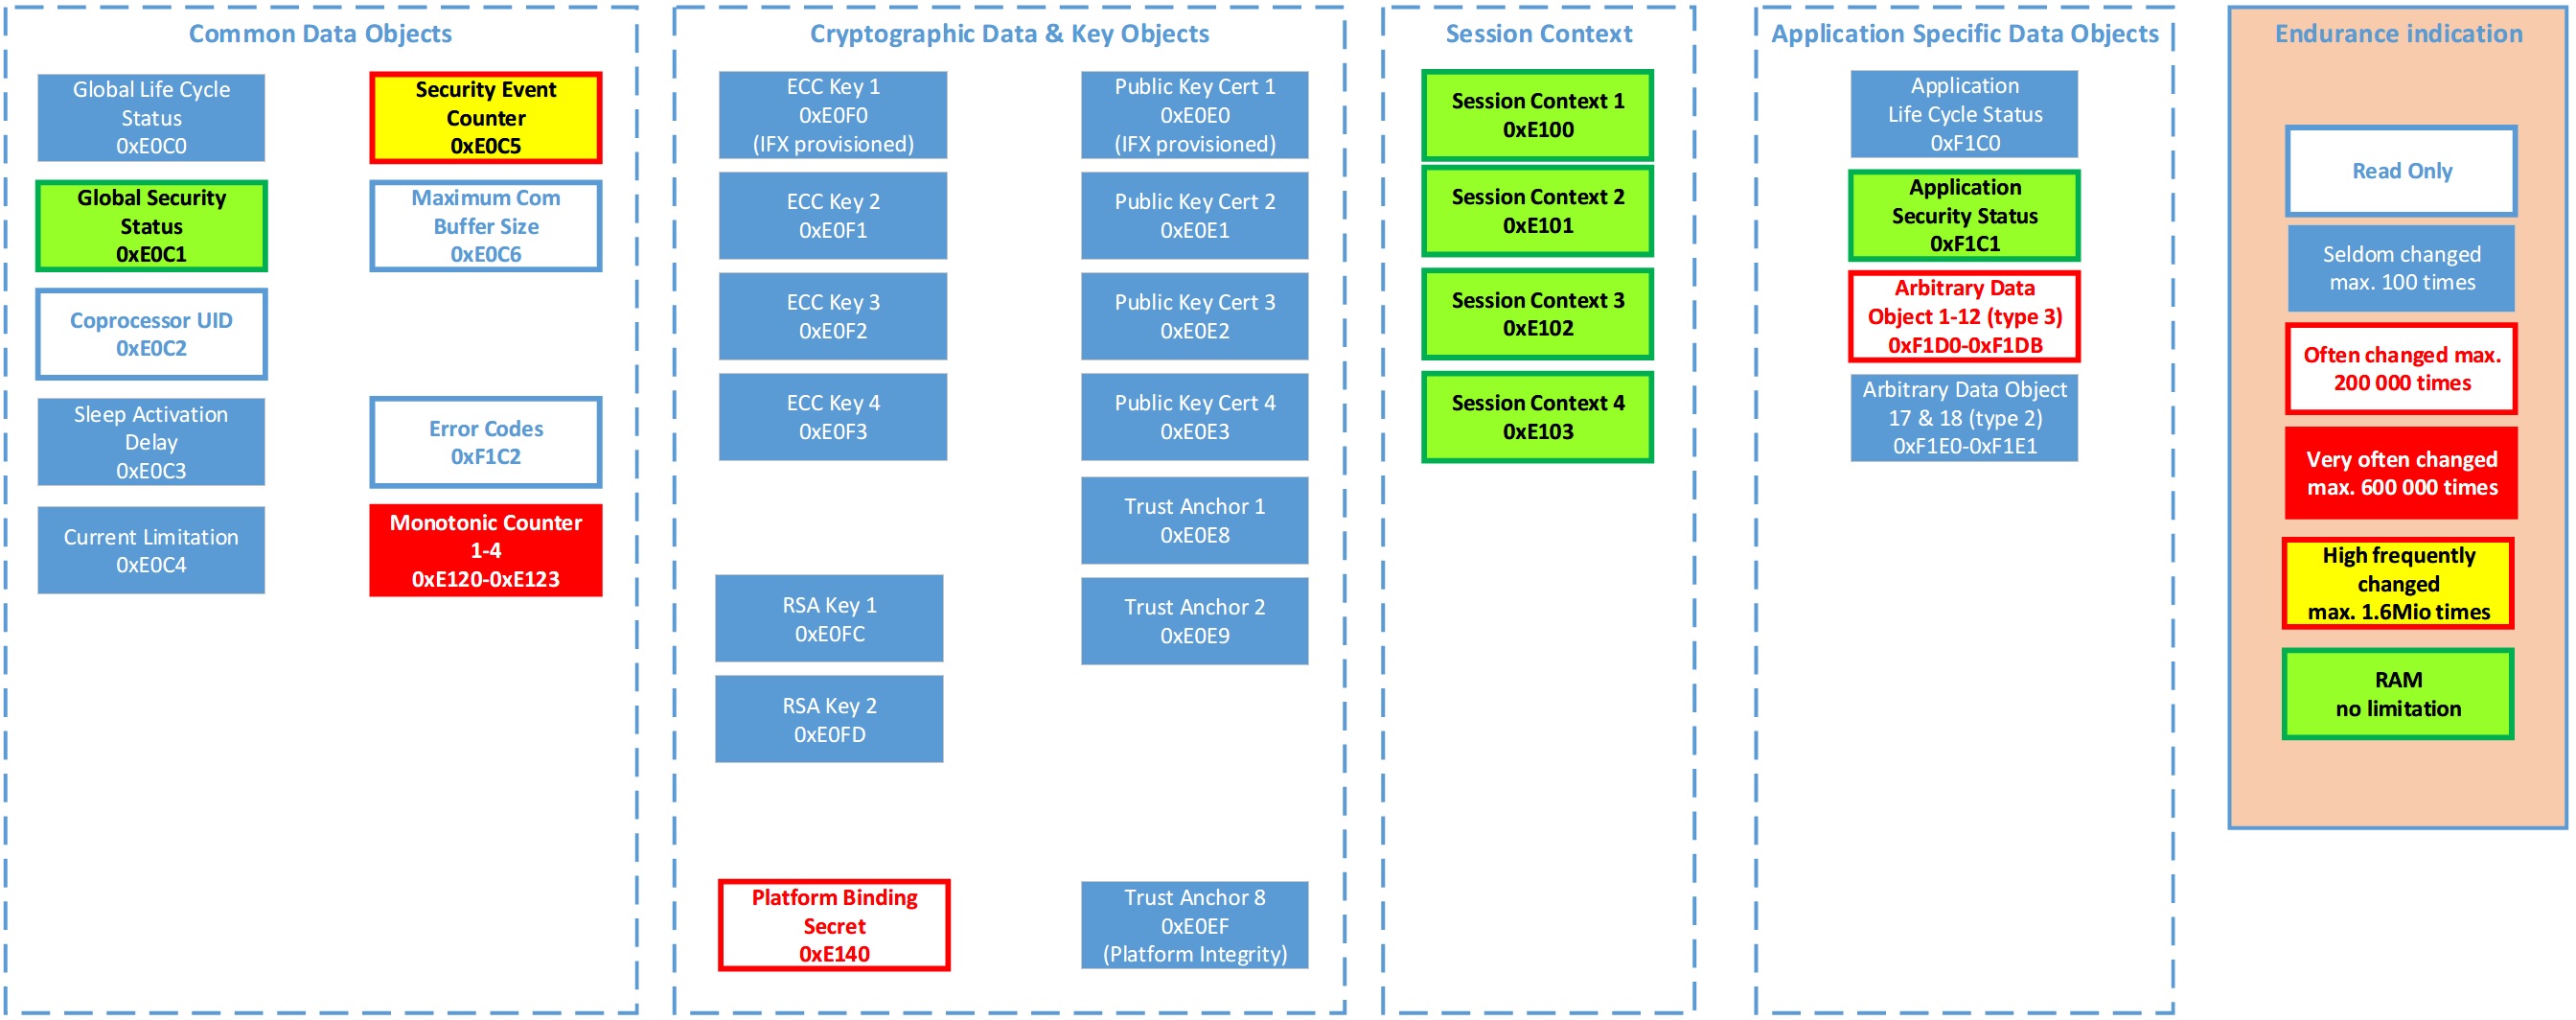 Common Data Objects
Global Life Cycle
Status
0xE0C0
Security Event
Counter
0xE0C5
Global Security
Status
0xE0C1
Maximum Com
Buffer Size
0xE0C6
Coprocessor UID
0xE0C2
Sleep Activation
Delay
0xE0C3
Error Codes
0xF1C2
Current Limitation
0xE0C4
Monotonic Counter
1-4
0xE120-0xE123
Cryptographic Data & Key Objects
ECC Key 1
0xE0F0
(IFX provisioned)
Public Key Cert 1
0xE0E0
(IFX provisioned)
ECC Key 2
0xE0F1
Public Key Cert 2
0xE0E1
ECC Key 3
0xE0F2
Public Key Cert 3
0xE0E2
ECC Key 4
0xE0F3
Public Key Cert 4
0xE0E3
Trust Anchor 1
0xE0E8
RSA Key 1
0xE0FC
Trust Anchor 2
0xE0E9
RSA Key 2
0xE0FD
Platform Binding
Secret
0xE140
Trust Anchor 8
0xE0EF
(Platform Integrity)
Session Context
Session Context 1
0xE100
Session Context 2
0xE101
Session Context 3
0xE102
Session Context 4
0xE103
Application Specific Data Objects
Application
Life Cycle Status
0xF1C0
Application
Security Status
0xF1C1
Arbitrary Data
Object 1-12 (type 3)
0xF1D0-0xF1DB
Arbitrary Data Object
17 & 18 (type 2)
0xF1E0-0xF1E1
Endurance indication
Read Only
Seldom changed
max. 100 times
Often changed max.
200 000 times
Very often changed
max. 600 000 times
High frequently
changed
max. 1.6Mio times
RAM
no limitation